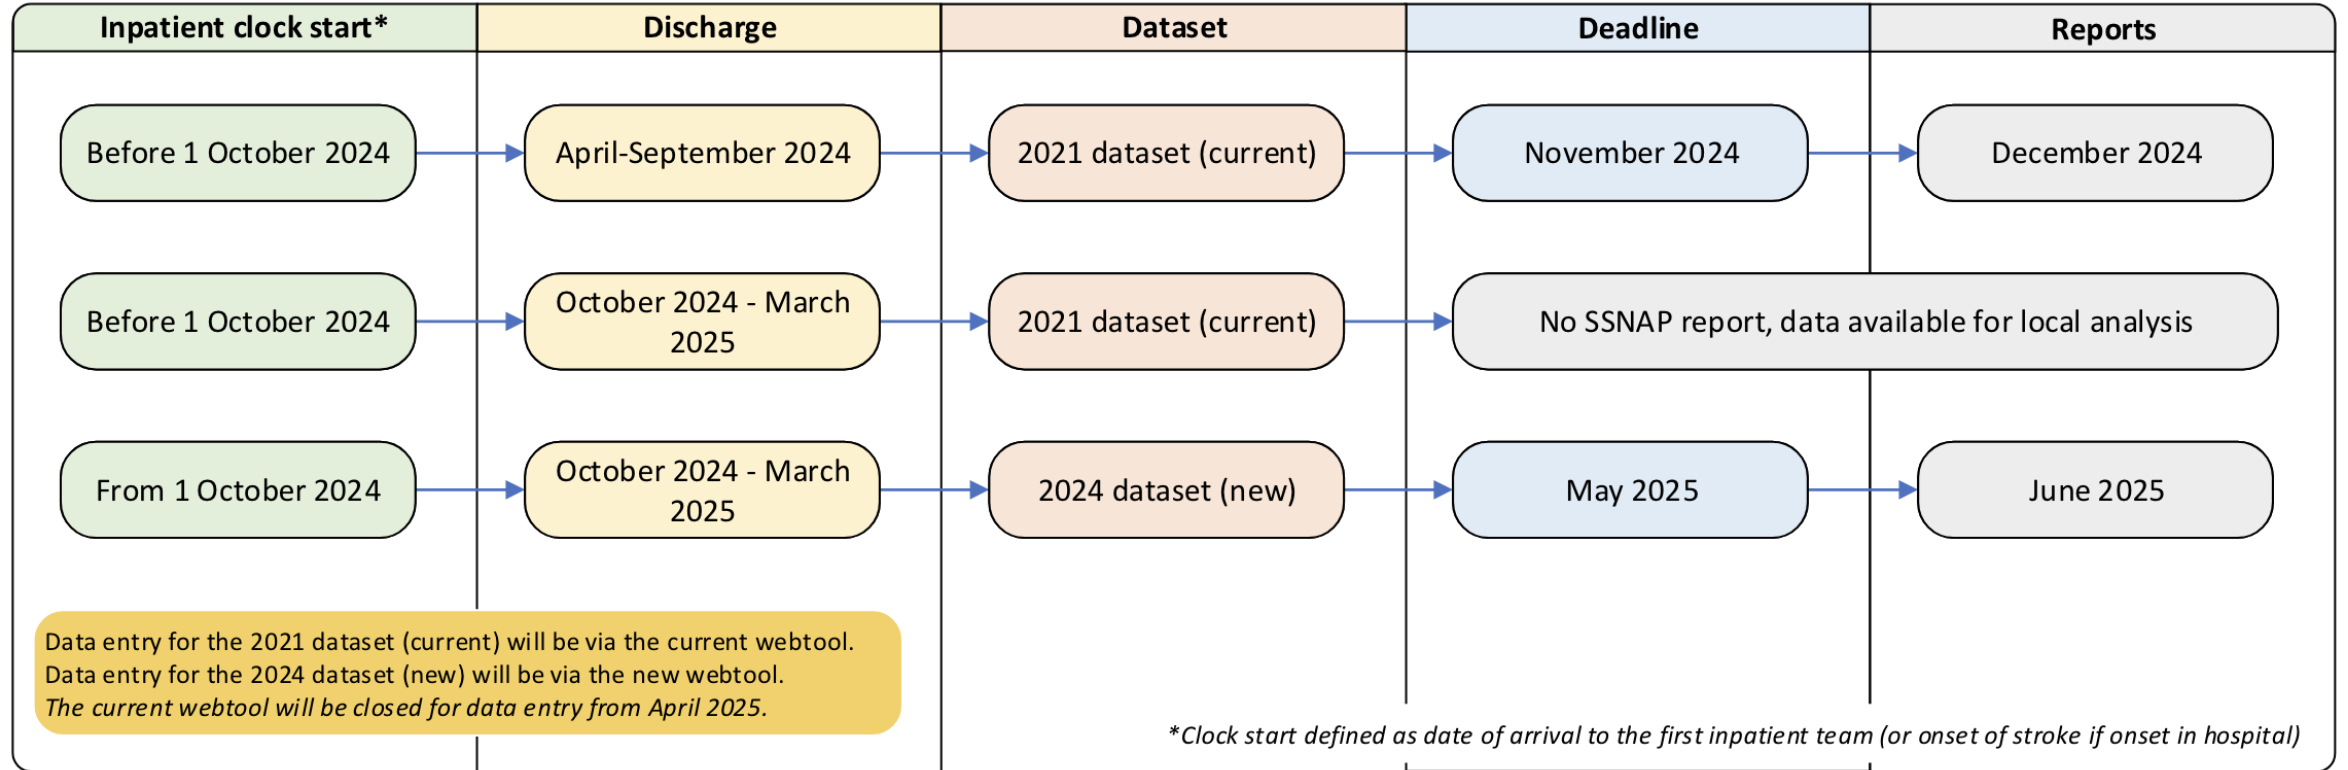 Inpatient clock start*
Discharge
Dataset
Deadline
Reports
Before 1 October 2024
April-September 2024
2021 dataset (current)
November 2024
December 2024
Before 1 October 2024
October 2024 - March
2025
2021 dataset (current)
No SSNAP report, data available for local analysis
From 1 October 2024
October 2024 - March
2025
2024 dataset (new)
May 2025
June 2025
Data entry for the 2021 dataset (current) will be via the current webtool.
Data entry for the 2024 dataset (new) will be via the new webtool.
The current webtool will be closed for data entry from April 2025.
*Clock start defined as date of arrival to the first inpatient team (or onset of stroke if onset in hospital)